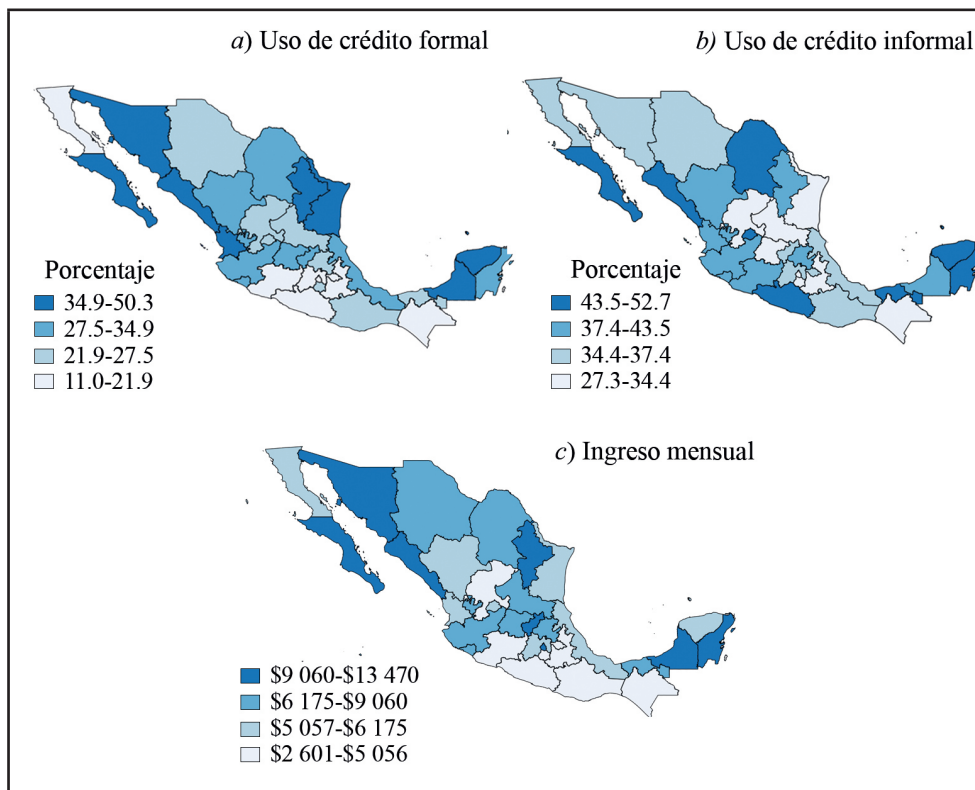 a) Uso de crédito formal
Porcentaje
34.9-50.3
27.5-34.9
21.9-27.5
11.0-21.9
b) Uso de crédito informal
Porcentaje
43.5-52.7
37.4-43.5
34.4-37.4
27.3-34.4
c) Ingreso mensual
$9 060-$13 470
$6 175-$9 060
$5 057-$6 175
$2 601-$5 056